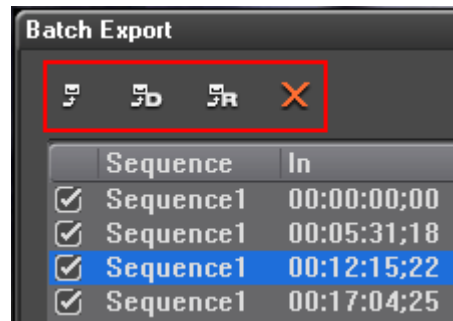 Batch Export
D R
Sequence In
Sequence1 00:00:00;00
Sequence1 00:05:31;18
Sequence1 00:12:15;22
Sequence1 00:17:04;25